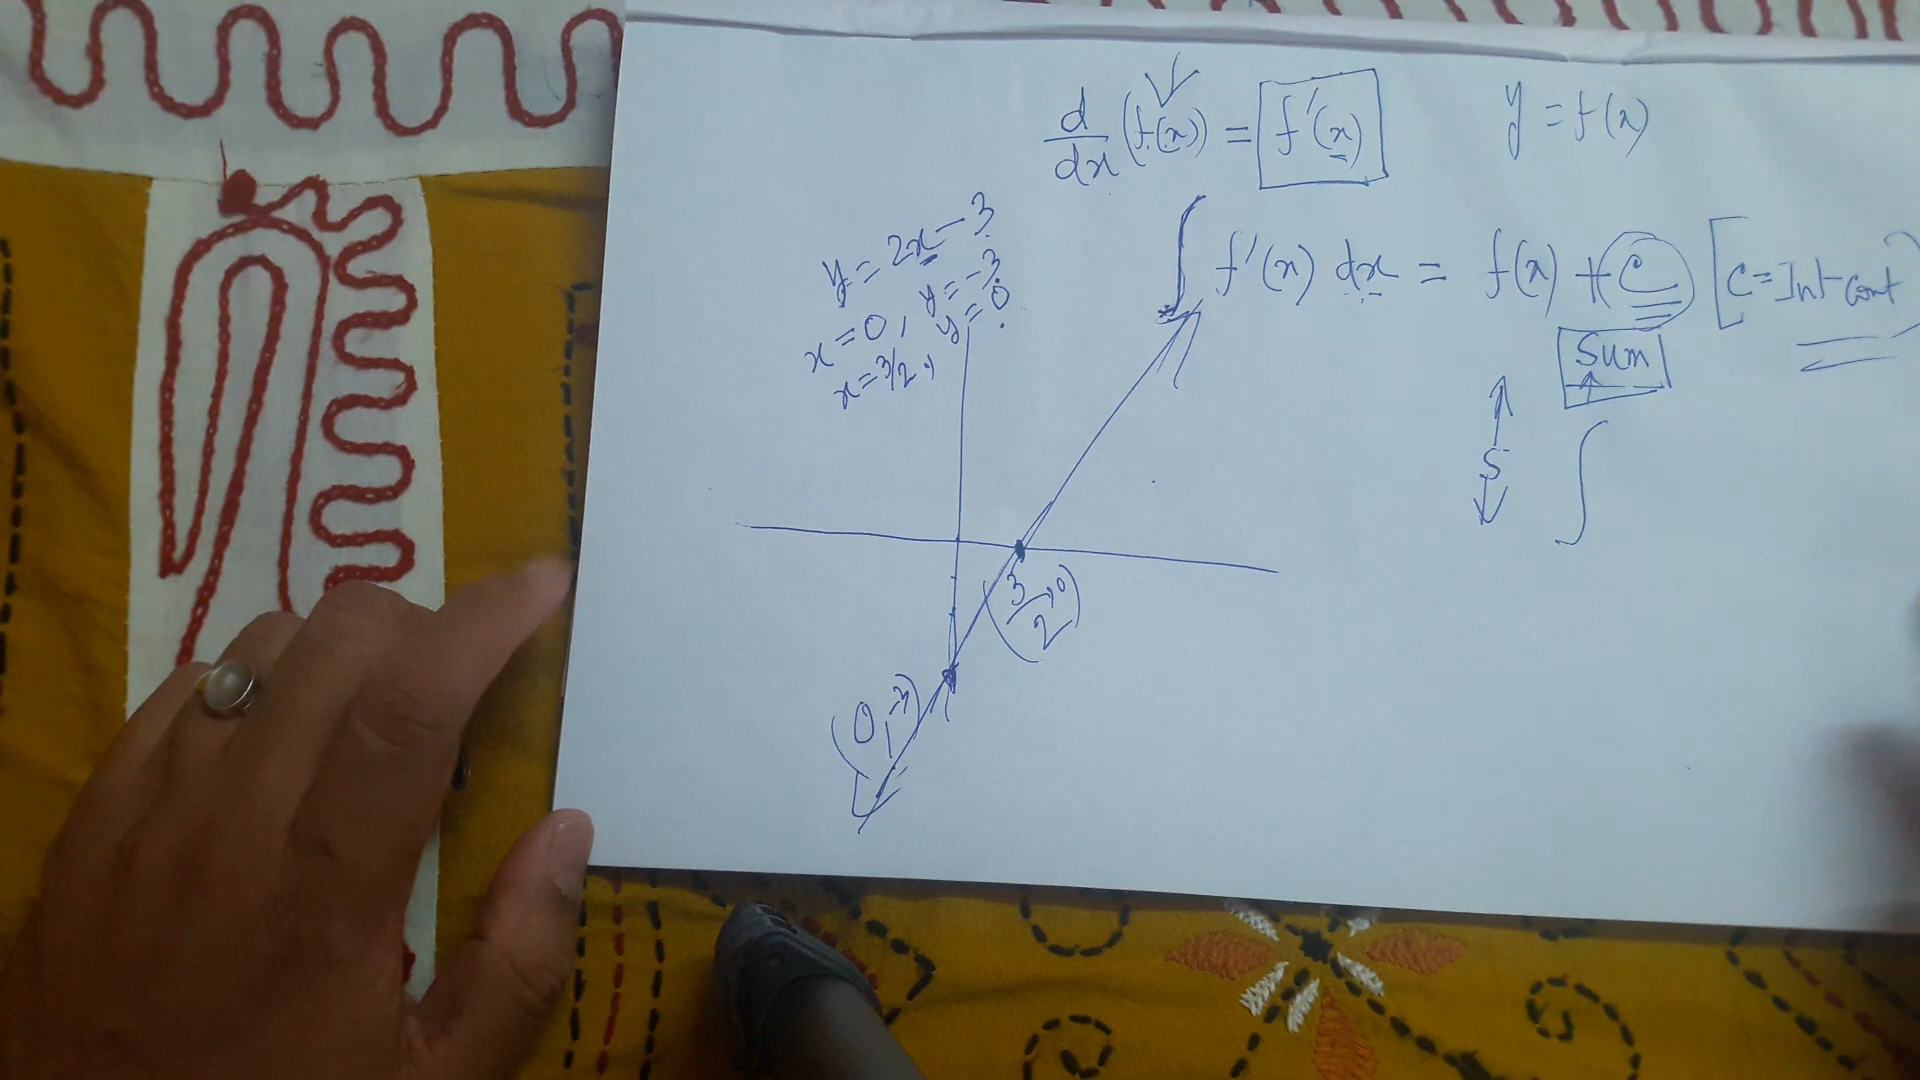 d/dx (f(x)) = f'(x)
y = f(x)
∫ f'(x) dx = f(x) + C [C = Int-cont]
Sum
S ∫
y = 2x - 3
x = 0, y = -3
x = 3/2, y = 0
(3/2, 0)
(0, -3)